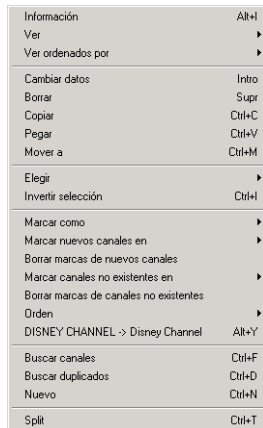 Información Alt+I
Ver
Ver ordenados por
Cambiar datos Intro
Borrar Supr
Copiar Ctrl+C
Pegar Ctrl+V
Mover a Ctrl+M
Elegir
Invertir selección Ctrl+I
Marcar como
Marcar nuevos canales en
Borrar marcas de nuevos canales
Marcar canales no existentes en
Borrar marcas de canales no existentes
Orden
DISNEY CHANNEL -> Disney Channel Alt+Y
Buscar canales Ctrl+F
Buscar duplicados Ctrl+D
Nuevo Ctrl+N
Split Ctrl+T